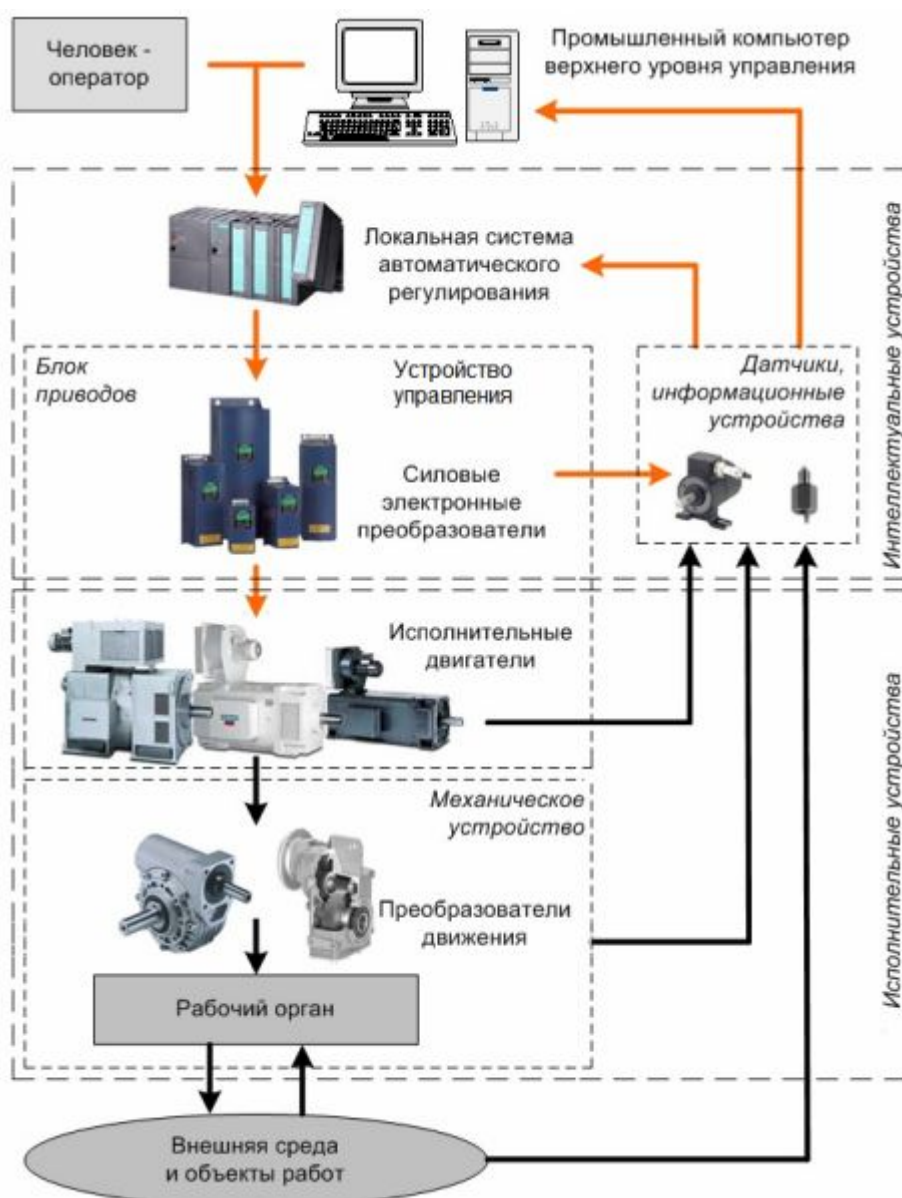 Человек -
оператор
Промышленный компьютер
верхнего уровня управления
Локальная система
автоматического
регулирования
Интеллектуальные устройства
Блок
приводов
Устройство
управления
Датчики,
информационные
устройства
Силовые
электронные
преобразователи
Исполнительные
двигатели
Исполнительные устройства
Механическое
устройство
Преобразователи
движения
Рабочий орган
Внешняя среда
и объекты работ